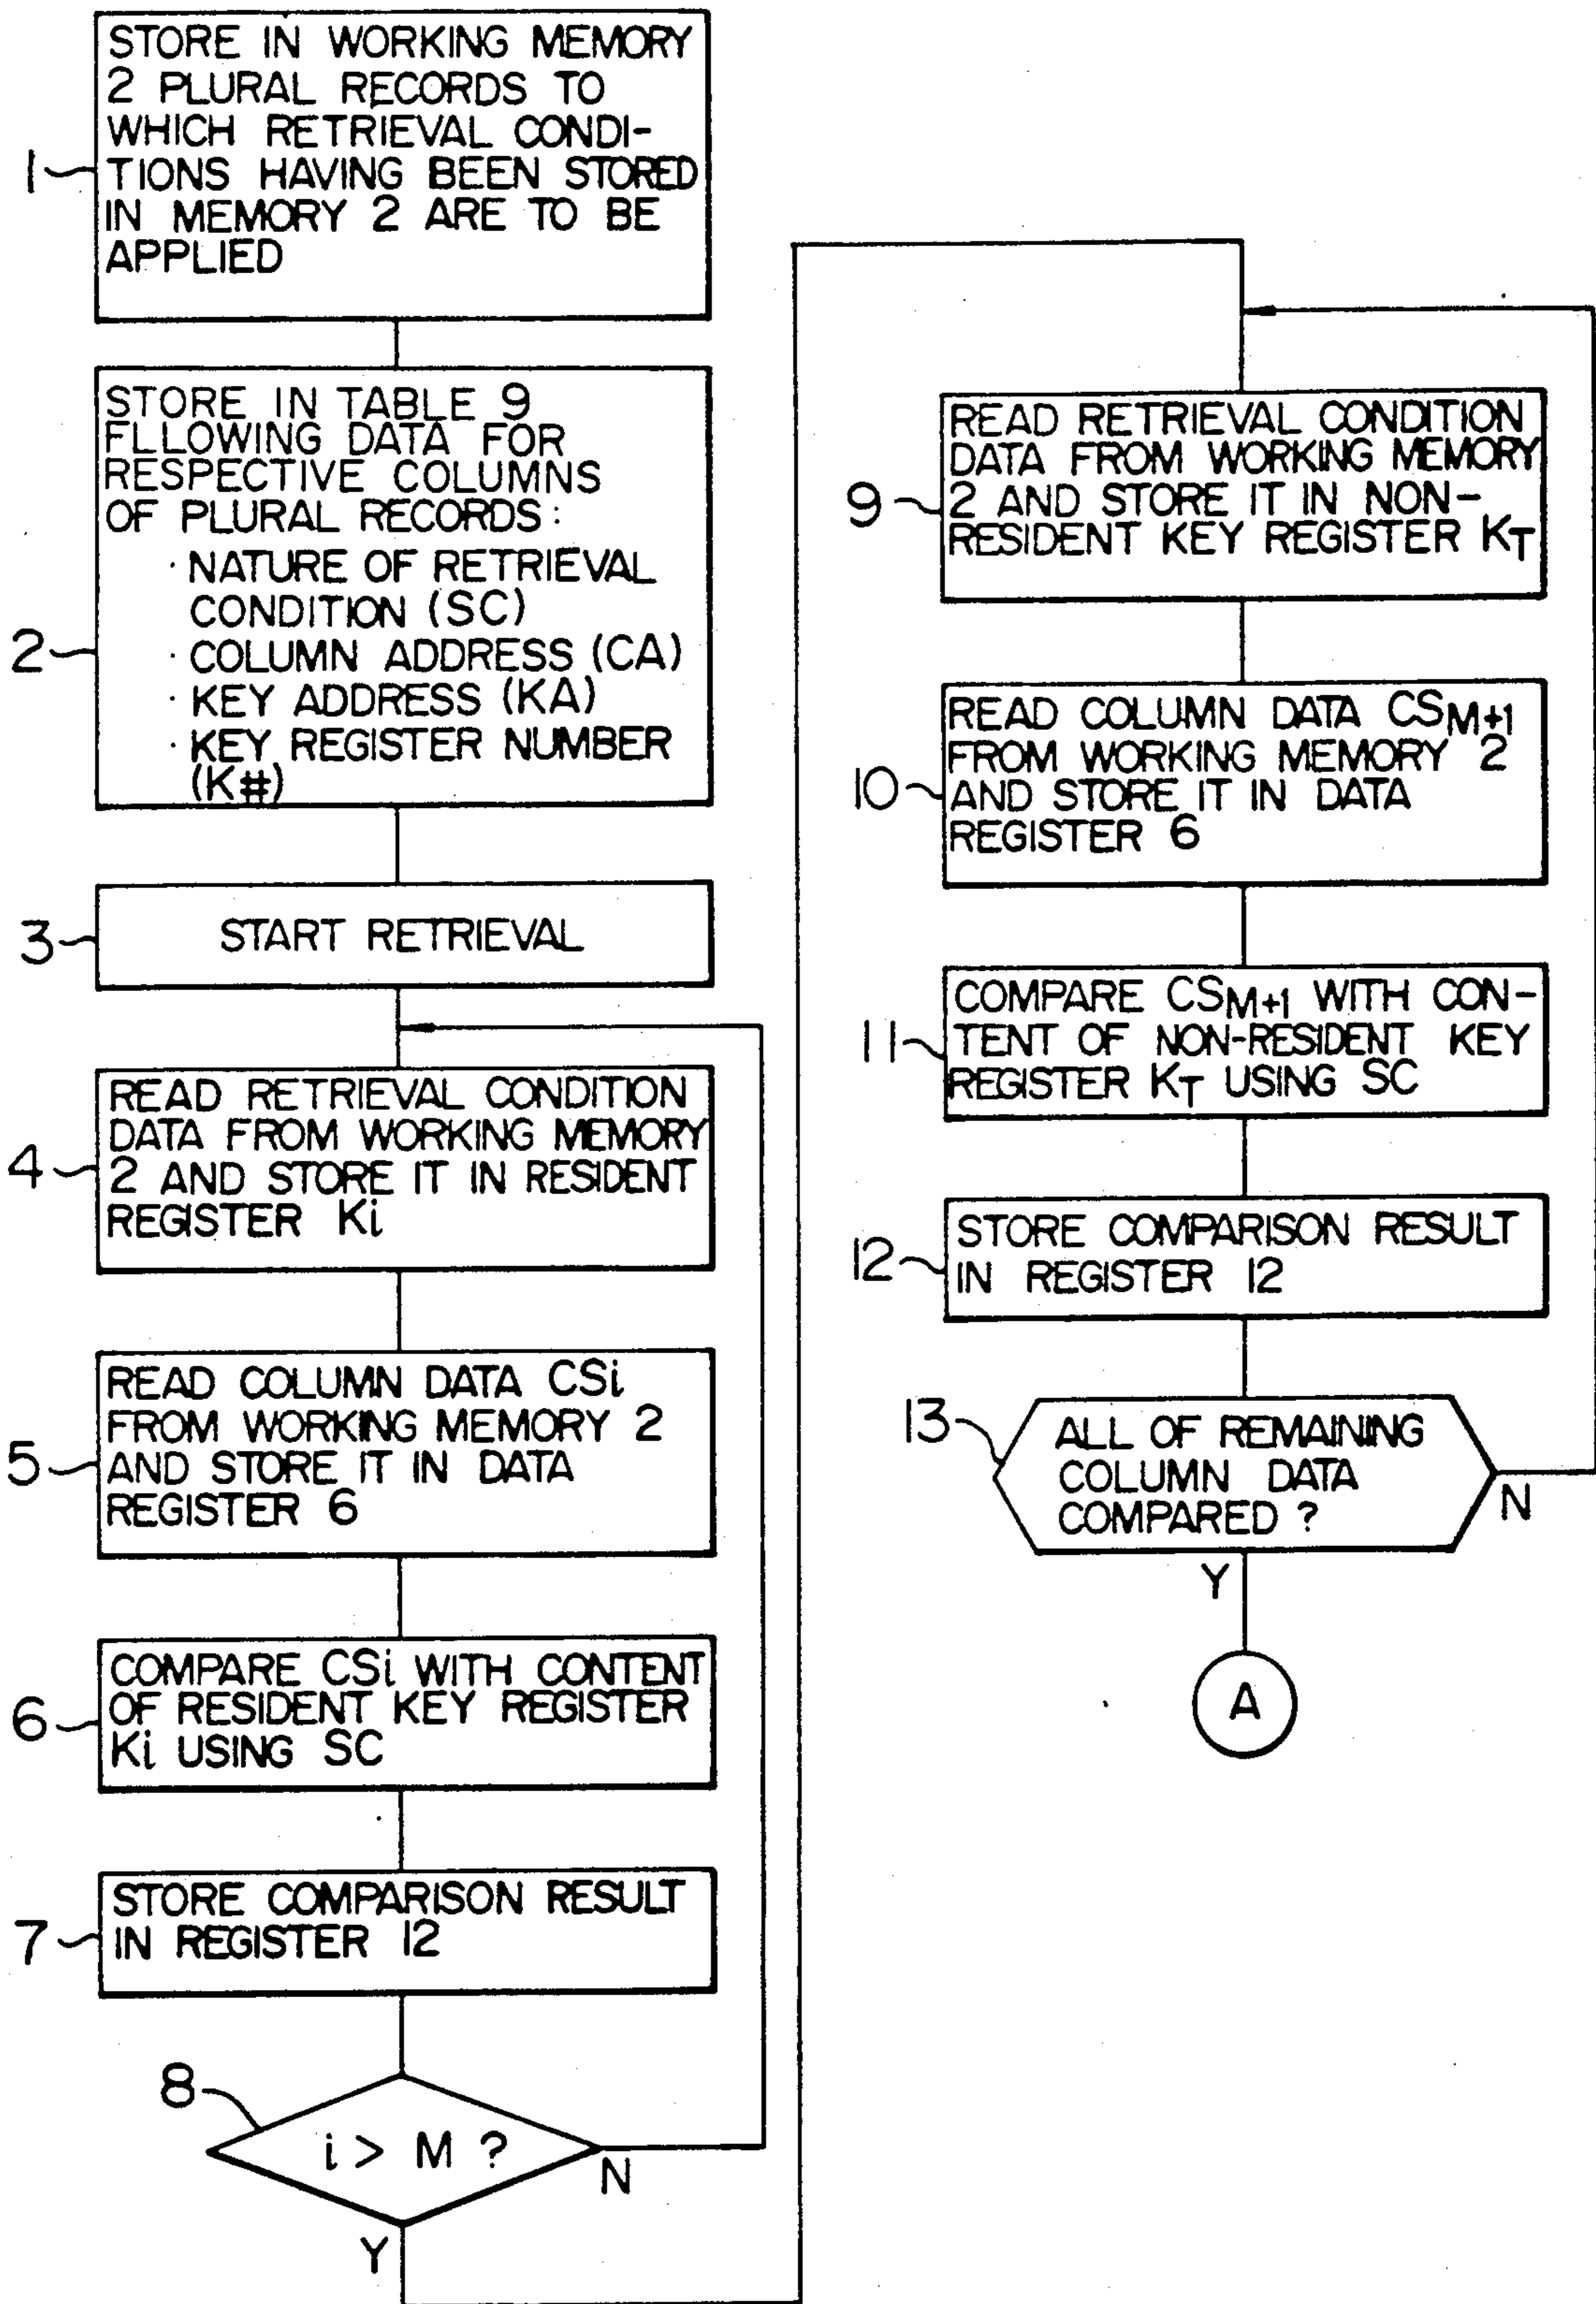 1
STORE IN WORKING MEMORY
2 PLURAL RECORDS TO
WHICH RETRIEVAL CONDI-
TIONS HAVING BEEN STORED
IN MEMORY 2 ARE TO BE
APPLIED
2
STORE IN TABLE 9
FLLOWING DATA FOR
RESPECTIVE COLUMNS
OF PLURAL RECORDS:
· NATURE OF RETRIEVAL
CONDITION (SC)
· COLUMN ADDRESS (CA)
· KEY ADDRESS (KA)
· KEY REGISTER NUMBER
(K#)
3
START RETRIEVAL
4
READ RETRIEVAL CONDITION
DATA FROM WORKING MEMORY
2 AND STORE IT IN RESIDENT
REGISTER Ki
5
READ COLUMN DATA CSi
FROM WORKING MEMORY 2
AND STORE IT IN DATA
REGISTER 6
6
COMPARE CSi WITH CONTENT
OF RESIDENT KEY REGISTER
Ki USING SC
7
STORE COMPARISON RESULT
IN REGISTER 12
8
i > M ?
N
Y
9
READ RETRIEVAL CONDITION
DATA FROM WORKING MEMORY
2 AND STORE IT IN NON-
RESIDENT KEY REGISTER KT
10
READ COLUMN DATA CSM+1
FROM WORKING MEMORY 2
AND STORE IT IN DATA
REGISTER 6
11
COMPARE CSM+1 WITH CON-
TENT OF NON-RESIDENT KEY
REGISTER KT USING SC
12
STORE COMPARISON RESULT
IN REGISTER 12
13
ALL OF REMAINING
COLUMN DATA
COMPARED ?
N
Y
A